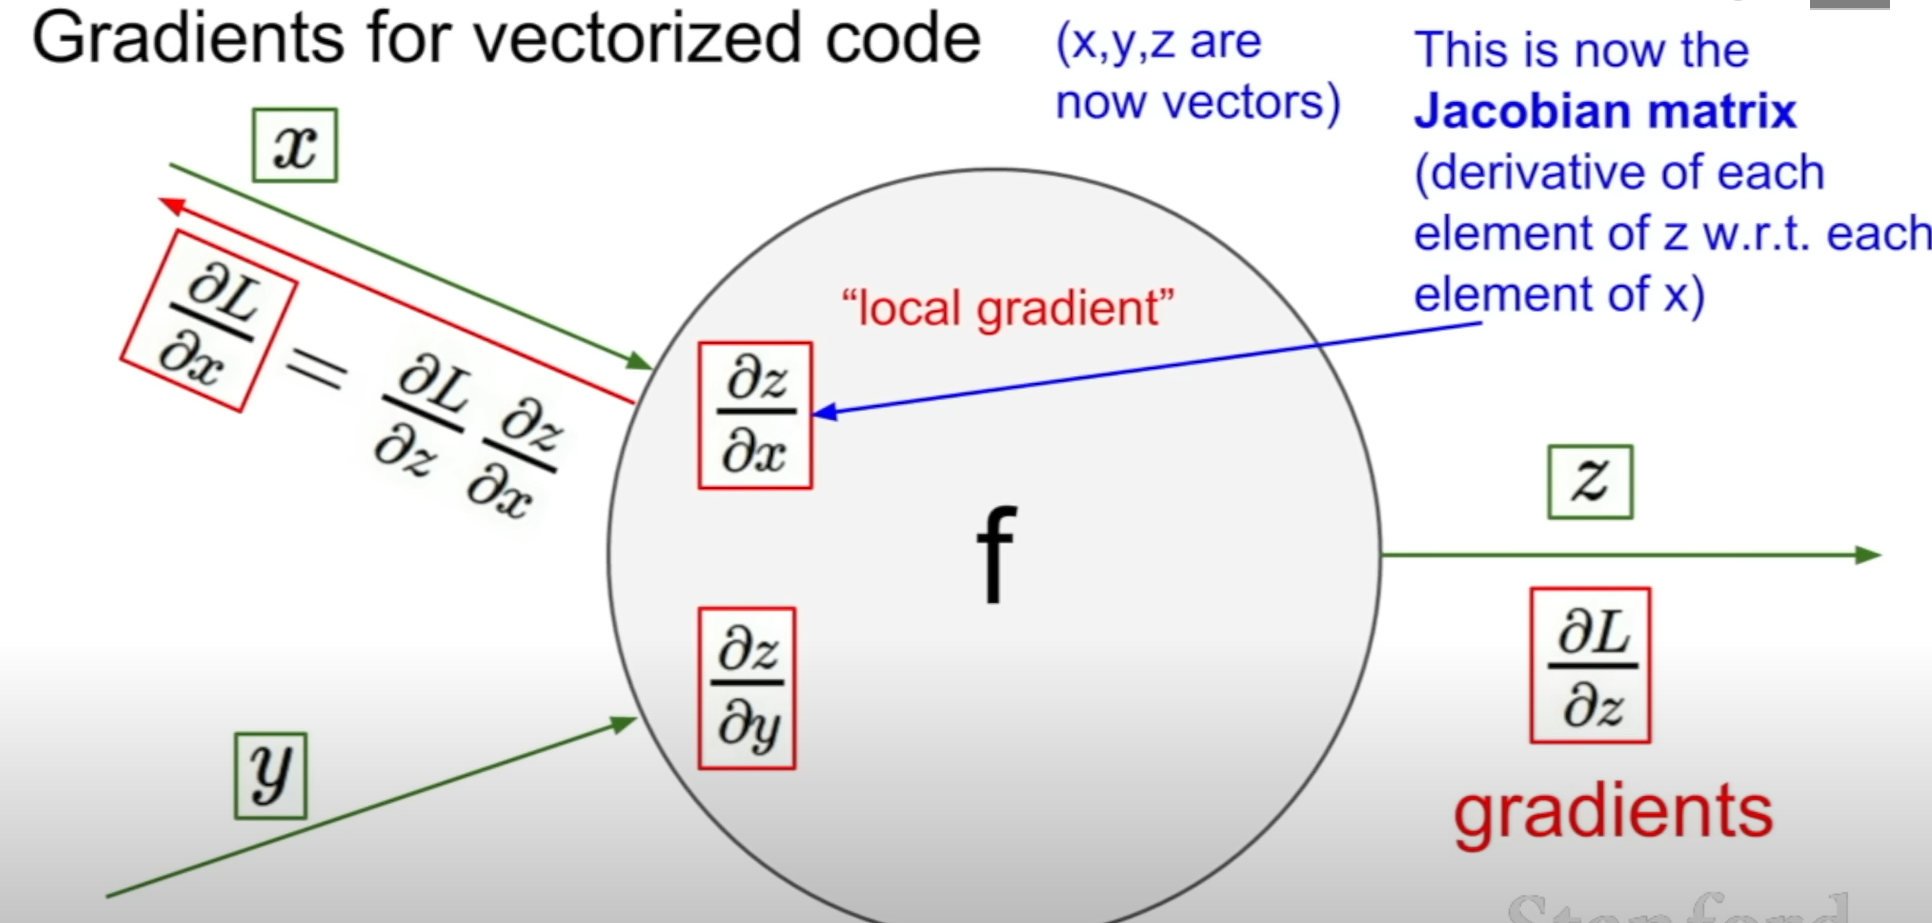 Gradients for vectorized code
(x,y,z are
now vectors)
This is now the
Jacobian matrix
(derivative of each
element of z w.r.t. each
element of x)
x
∂L/∂x = ∂L/∂z ∂z/∂x
“local gradient”
∂z/∂x
f
z
∂z/∂y
∂L/∂z
y
gradients
Stanford